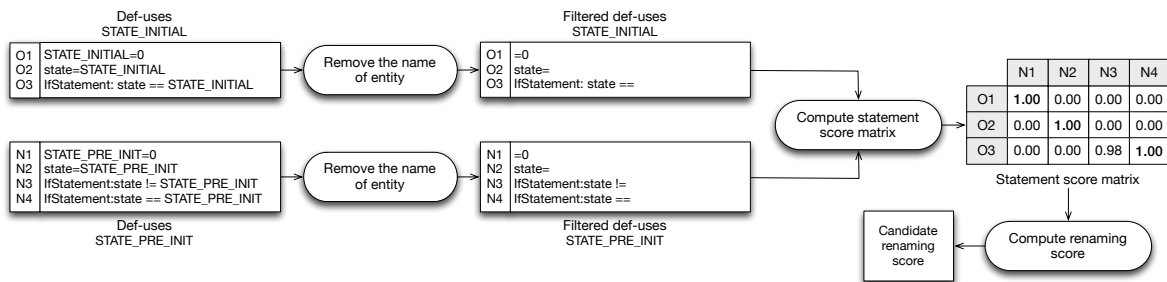 Def-uses
STATE_INITIAL
O1 STATE_INITIAL=0
O2 state=STATE_INITIAL
O3 IfStatement: state == STATE_INITIAL
Remove the name
of entity
Filtered def-uses
STATE_INITIAL
O1 =0
O2 state=
O3 IfStatement: state ==
N1 STATE_PRE_INIT=0
N2 state=STATE_PRE_INIT
N3 IfStatement:state != STATE_PRE_INIT
N4 IfStatement:state == STATE_PRE_INIT
Def-uses
STATE_PRE_INIT
Remove the name
of entity
N1 =0
N2 state=
N3 IfStatement:state !=
N4 IfStatement:state ==
Filtered def-uses
STATE_PRE_INIT
Compute statement
score matrix
N1 N2 N3 N4
O1 1.00 0.00 0.00 0.00
O2 0.00 1.00 0.00 0.00
O3 0.00 0.00 0.98 1.00
Statement score matrix
Compute renaming
score
Candidate
renaming
score